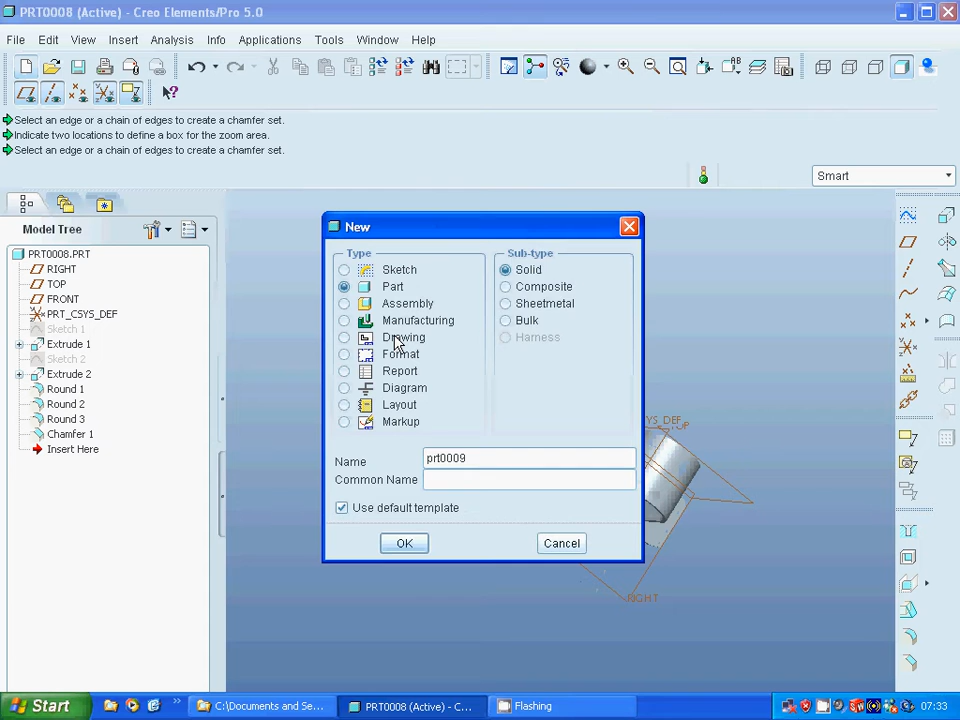 PRT0008 (Active) - Creo Elements/Pro 5.0
File Edit View Insert Analysis Info Applications Tools Window Help
Select an edge or a chain of edges to create a chamfer set.
Indicate two locations to define a box for the zoom area.
Select an edge or a chain of edges to create a chamfer set.
Smart
Model Tree
PRT0008.PRT
RIGHT
TOP
FRONT
PRT_CSYS_DEF
Sketch 1
Extrude 1
Sketch 2
Extrude 2
Round 1
Round 2
Round 3
Chamfer 1
Insert Here
New
Type
Sketch
Part
Assembly
Manufacturing
Drawing
Format
Report
Diagram
Layout
Markup
Sub-type
Solid
Composite
Sheetmetal
Bulk
Harness
Name prt0009
Common Name
Use default template
OK Cancel
SYS_DEF
TOP
RIGHT
Start
C:\Documents and Se...
PRT0008 (Active) - C...
Flashing
07:33